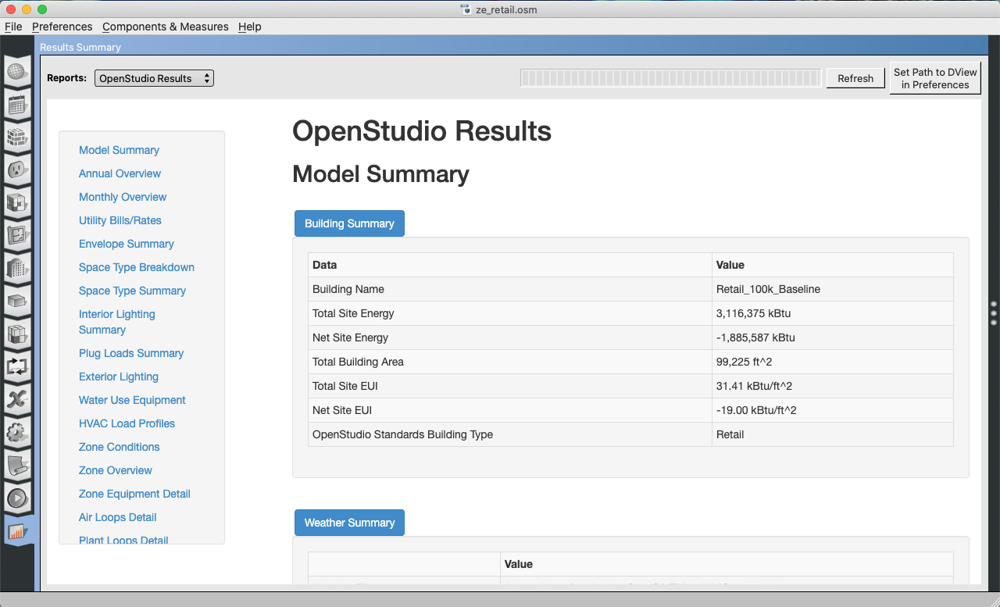 ze_retail.osm
File Preferences Components & Measures Help
Results Summary
Reports: OpenStudio Results Refresh Set Path to DView
in Preferences
Model Summary
Annual Overview
Monthly Overview
Utility Bills/Rates
Envelope Summary
Space Type Breakdown
Space Type Summary
Interior Lighting
Summary
Plug Loads Summary
Exterior Lighting
Water Use Equipment
HVAC Load Profiles
Zone Conditions
Zone Overview
Zone Equipment Detail
Air Loops Detail
Plant Loops Detail
OpenStudio Results
Model Summary
Building Summary
Data Value
Building Name Retail_100k_Baseline
Total Site Energy 3,116,375 kBtu
Net Site Energy -1,885,587 kBtu
Total Building Area 99,225 ft^2
Total Site EUI 31.41 kBtu/ft^2
Net Site EUI -19.00 kBtu/ft^2
OpenStudio Standards Building Type Retail
Weather Summary
Value